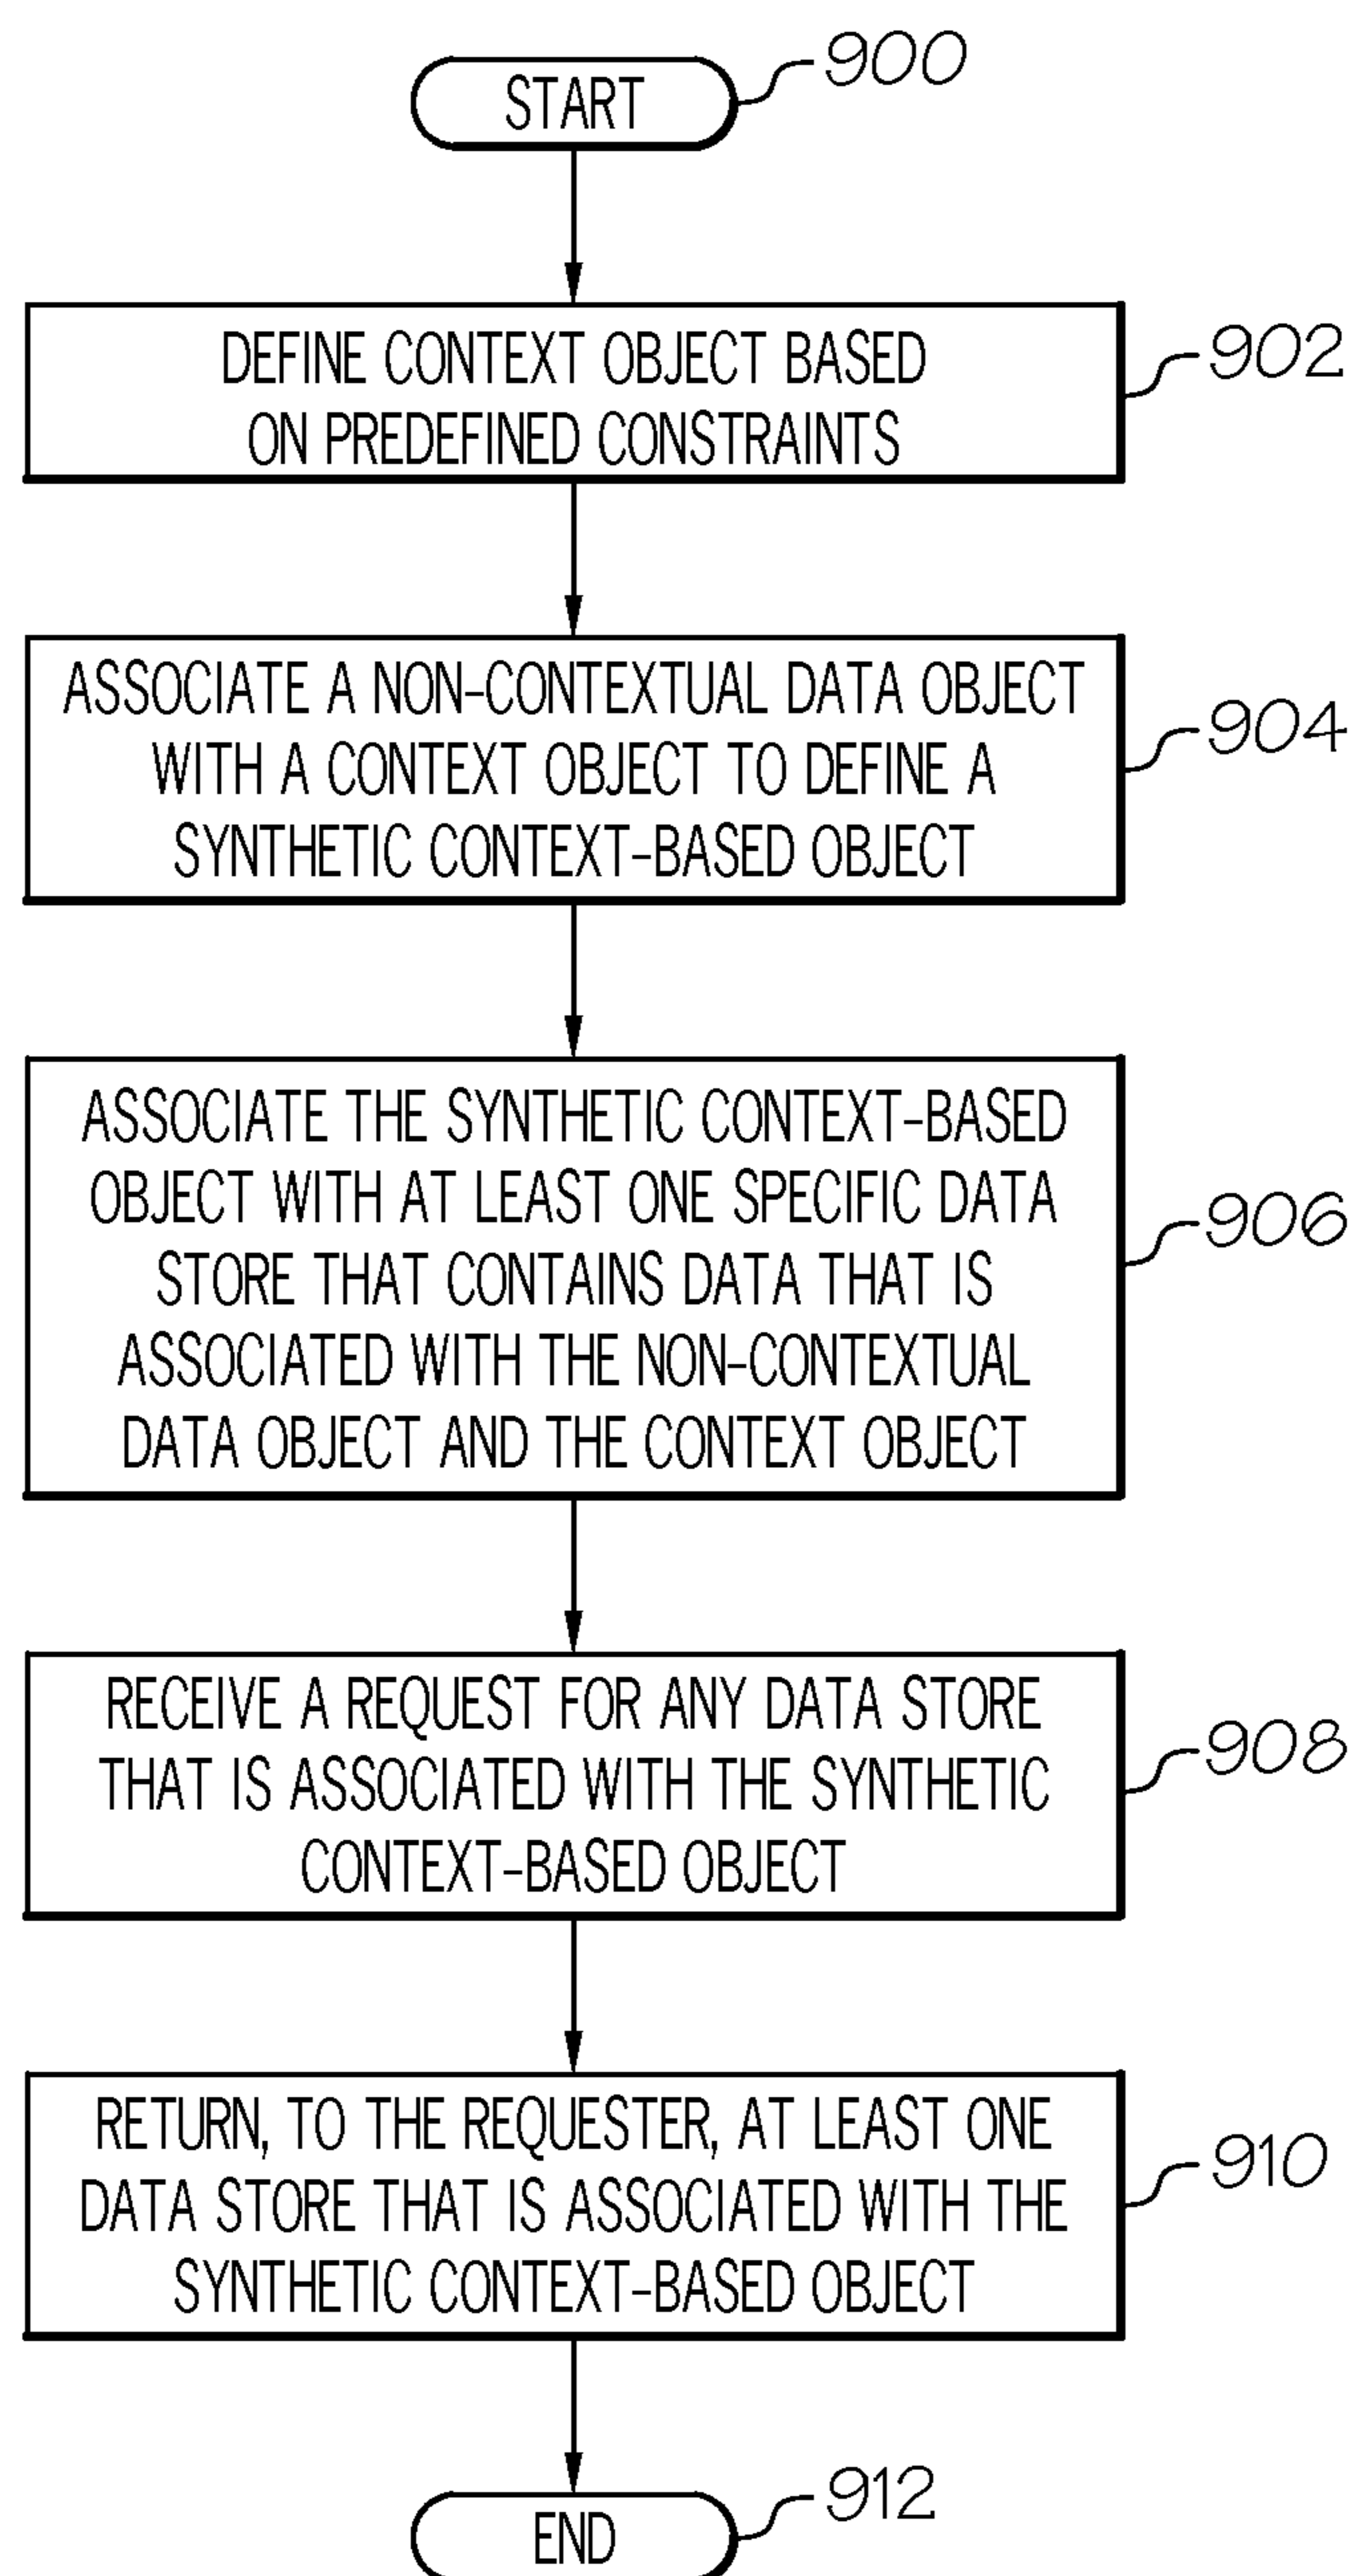 START
900
DEFINE CONTEXT OBJECT BASED
ON PREDEFINED CONSTRAINTS
902
ASSOCIATE A NON-CONTEXTUAL DATA OBJECT
WITH A CONTEXT OBJECT TO DEFINE A
SYNTHETIC CONTEXT-BASED OBJECT
904
ASSOCIATE THE SYNTHETIC CONTEXT-BASED
OBJECT WITH AT LEAST ONE SPECIFIC DATA
STORE THAT CONTAINS DATA THAT IS
ASSOCIATED WITH THE NON-CONTEXTUAL
DATA OBJECT AND THE CONTEXT OBJECT
906
RECEIVE A REQUEST FOR ANY DATA STORE
THAT IS ASSOCIATED WITH THE SYNTHETIC
CONTEXT-BASED OBJECT
908
RETURN, TO THE REQUESTER, AT LEAST ONE
DATA STORE THAT IS ASSOCIATED WITH THE
SYNTHETIC CONTEXT-BASED OBJECT
910
END
912